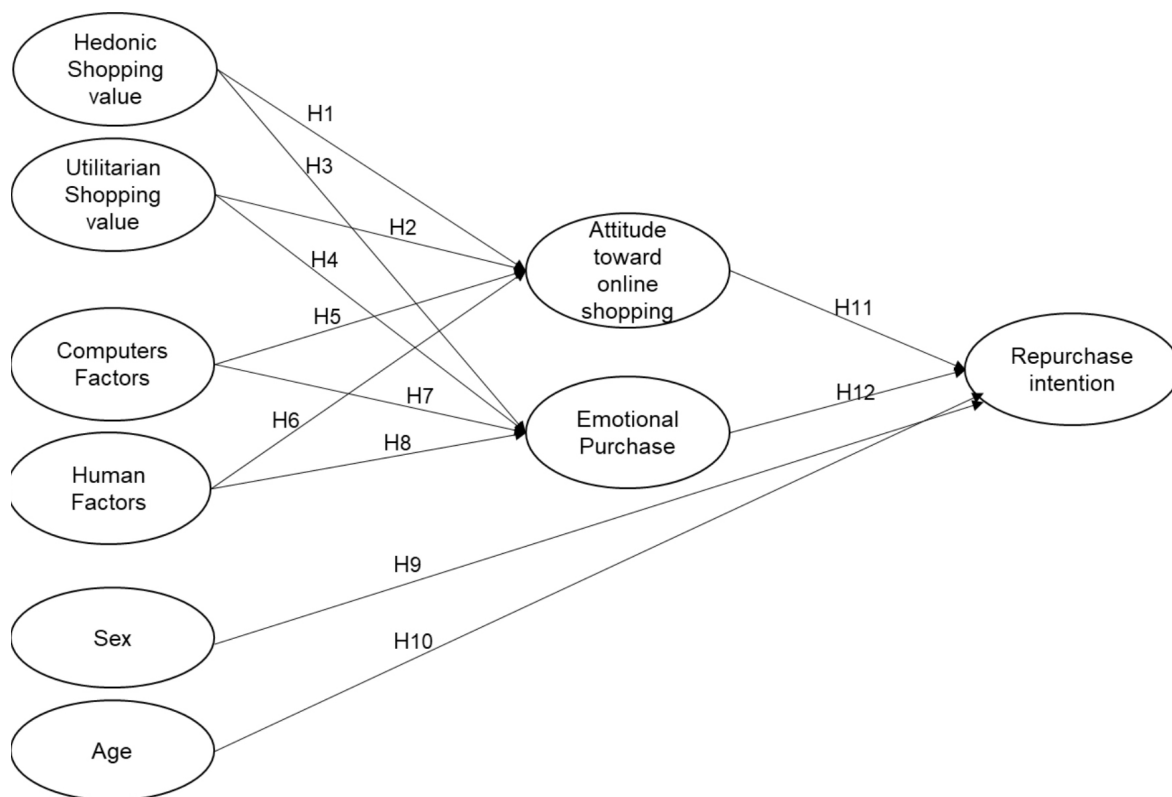 Hedonic
Shopping
value
H1
H3
Utilitarian
Shopping
value
H2
H4
Attitude
toward
online
shopping
H11
H5
Computers
Factors
Repurchase
intention
H7
H12
H6
Emotional
Purchase
H8
Human
Factors
H9
Sex
H10
Age